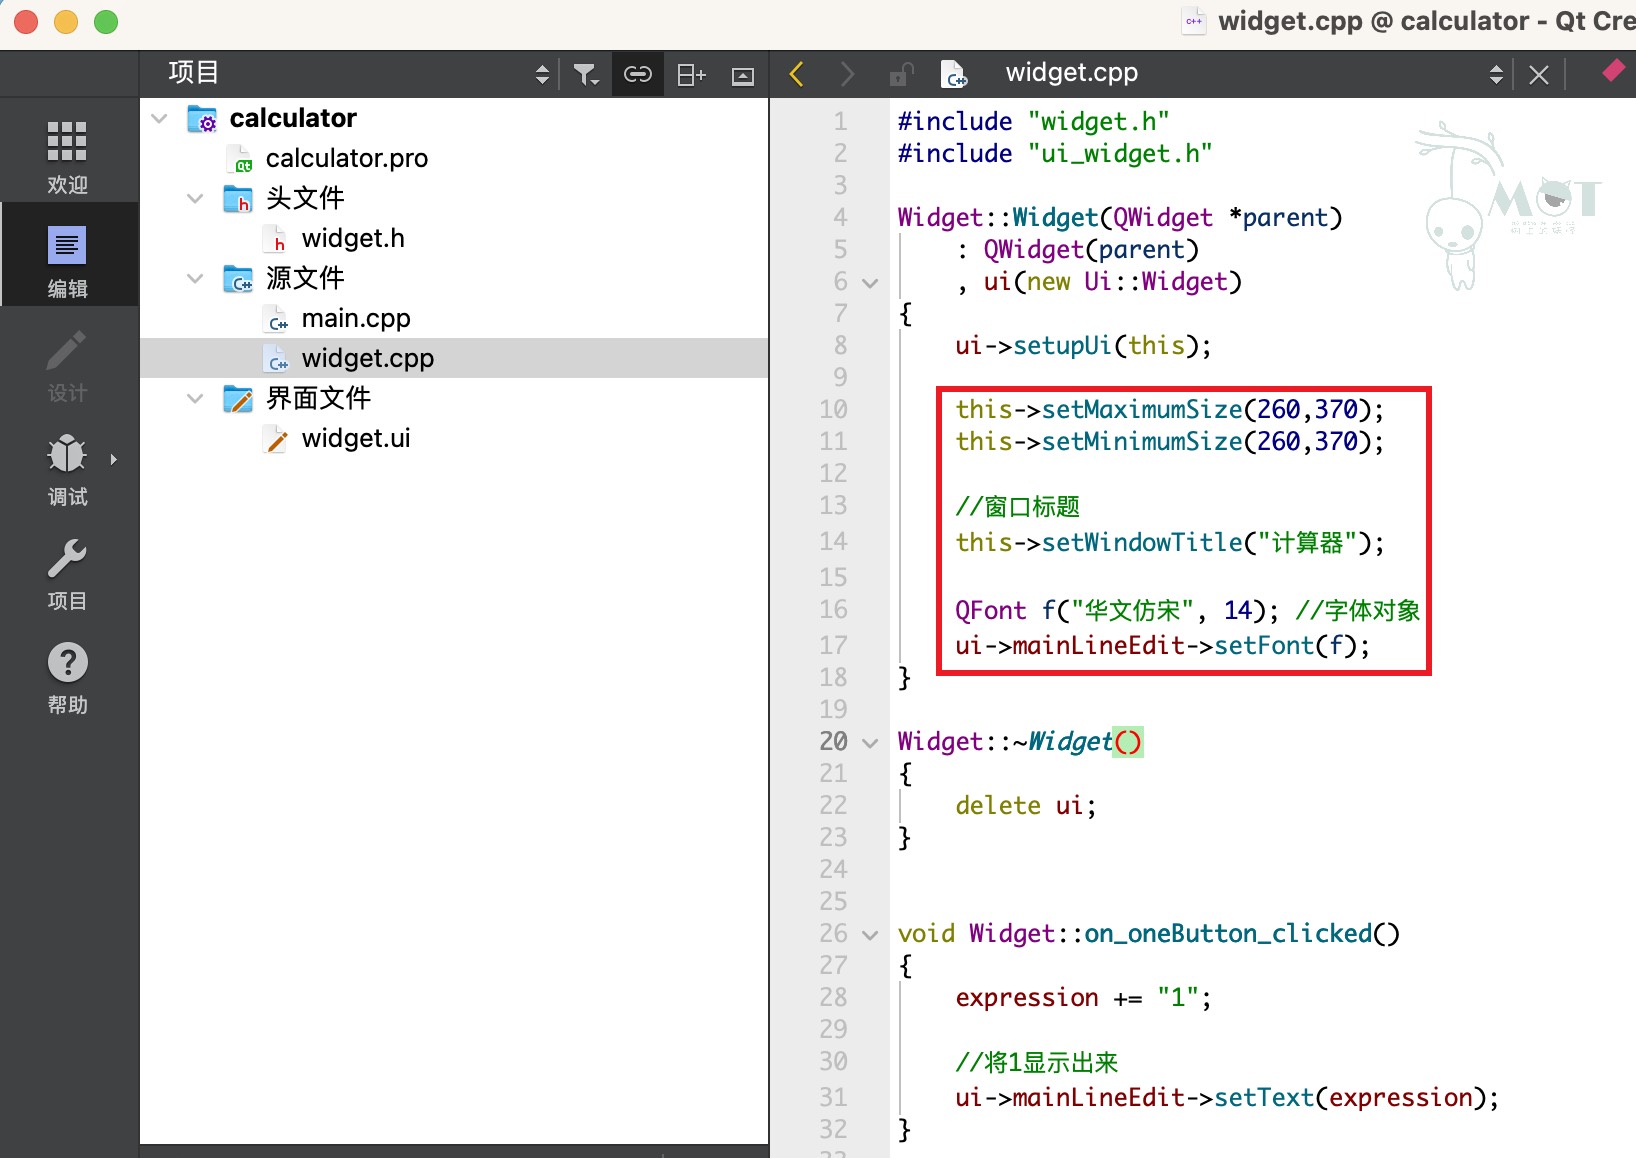 widget.cpp @ calculator - Qt Cre
项目
widget.cpp
欢迎
编辑
设计
调试
项目
帮助
calculator
calculator.pro
头文件
widget.h
源文件
main.cpp
widget.cpp
界面文件
widget.ui
MOT
1 #include "widget.h"
2 #include "ui_widget.h"
3
4 Widget::Widget(QWidget *parent)
5 : QWidget(parent)
6 , ui(new Ui::Widget)
7 {
8 ui->setupUi(this);
9
10 this->setMaximumSize(260,370);
11 this->setMinimumSize(260,370);
12
13 //窗口标题
14 this->setWindowTitle("计算器");
15
16 QFont f("华文仿宋", 14); //字体对象
17 ui->mainLineEdit->setFont(f);
18 }
19
20 Widget::~Widget()
21 {
22 delete ui;
23 }
24
25
26 void Widget::on_oneButton_clicked()
27 {
28 expression += "1";
29
30 //将1显示出来
31 ui->mainLineEdit->setText(expression);
32 }